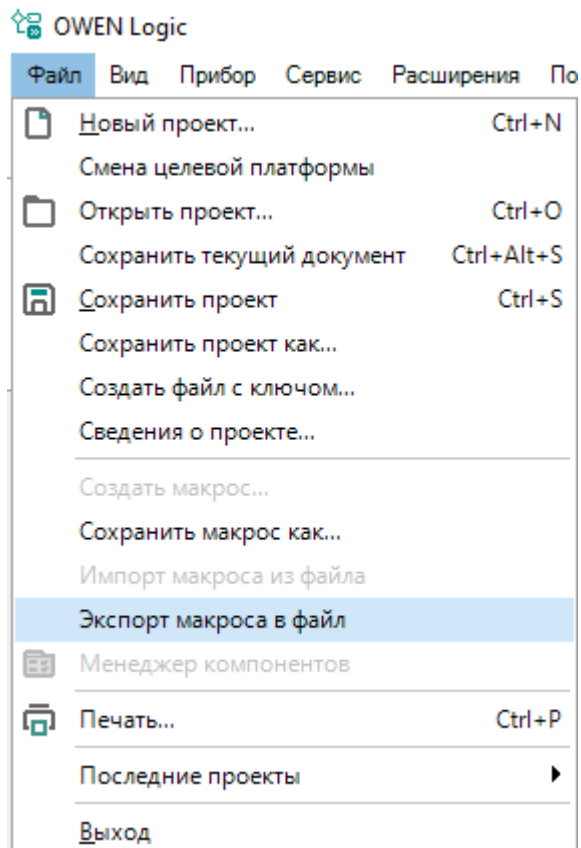 OWEN Logic
Файл Вид Прибор Сервис Расширения По
Новый проект... Ctrl+N
Смена целевой платформы
Открыть проект... Ctrl+O
Сохранить текущий документ Ctrl+Alt+S
Сохранить проект Ctrl+S
Сохранить проект как...
Создать файл с ключом...
Сведения о проекте...
Создать макрос...
Сохранить макрос как...
Импорт макроса из файла
Экспорт макроса в файл
Менеджер компонентов
Печать... Ctrl+P
Последние проекты
Выход